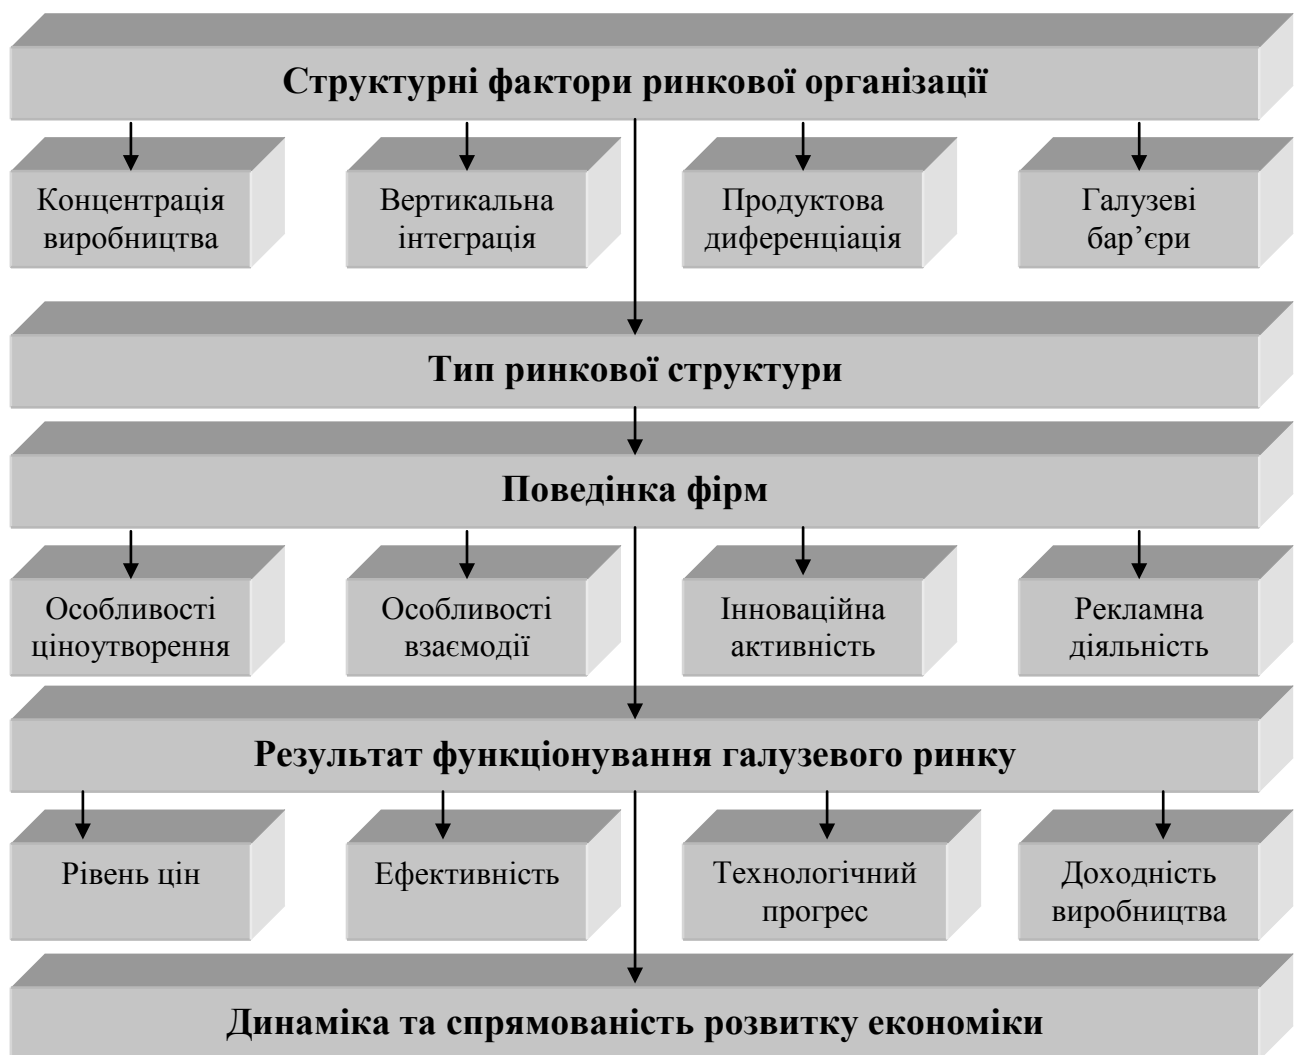 Структурні фактори ринкової організації
Концентрація
виробництва
Вертикальна
інтеграція
Продуктова
диференціація
Галузеві
бар’єри
Тип ринкової структури
Поведінка фірм
Особливості
ціноутворення
Особливості
взаємодії
Інноваційна
активність
Рекламна
діяльність
Результат функціонування галузевого ринку
Рівень цін
Ефективність
Технологічний
прогрес
Доходність
виробництва
Динаміка та спрямованість розвитку економіки